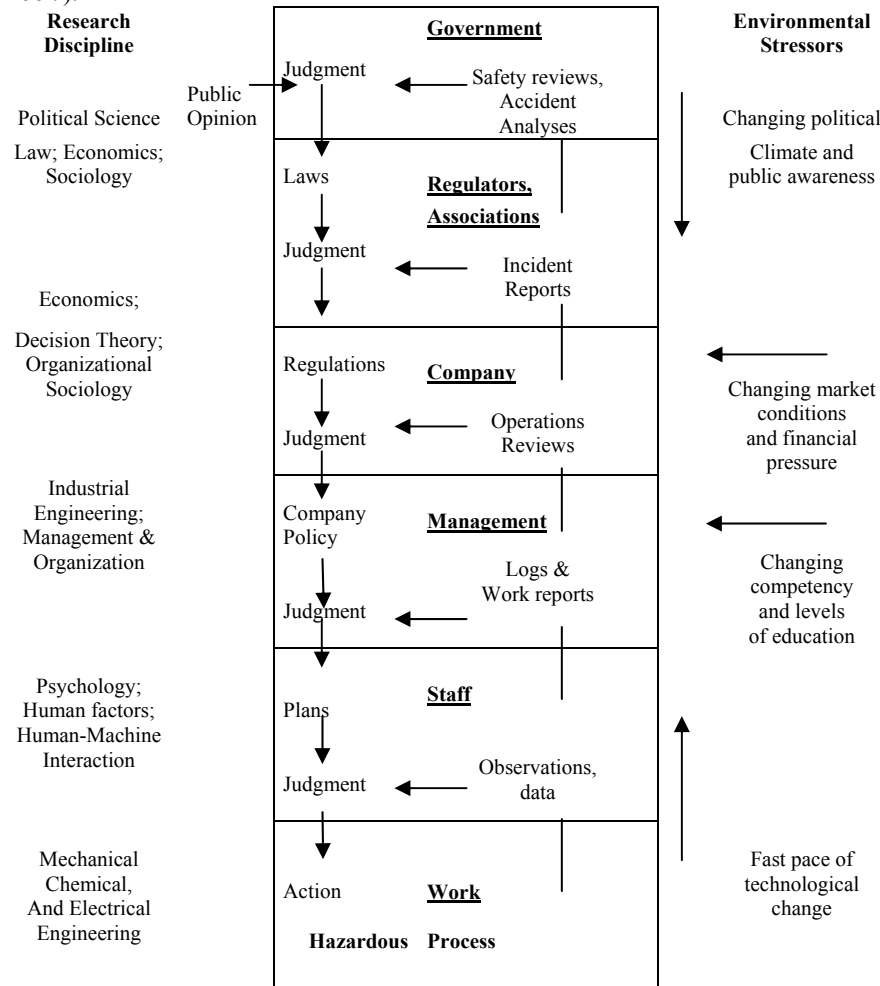 Research
Discipline
Government
Environmental
Stressors
Judgment
Public
Opinion
Safety reviews,
Accident
Analyses
Political Science
Law; Economics;
Sociology
Changing political
Climate and
public awareness
Laws
Regulators,
Associations
Judgment
Incident
Reports
Economics;
Decision Theory;
Organizational
Sociology
Regulations
Company
Judgment
Operations
Reviews
Changing market
conditions
and financial
pressure
Industrial
Engineering;
Management &
Organization
Company
Policy
Management
Logs &
Work reports
Judgment
Changing
competency
and levels
of education
Psychology;
Human factors;
Human-Machine
Interaction
Plans
Staff
Judgment
Observations,
data
Mechanical
Chemical,
And Electrical
Engineering
Action
Work
Hazardous Process
Fast pace of
technological
change